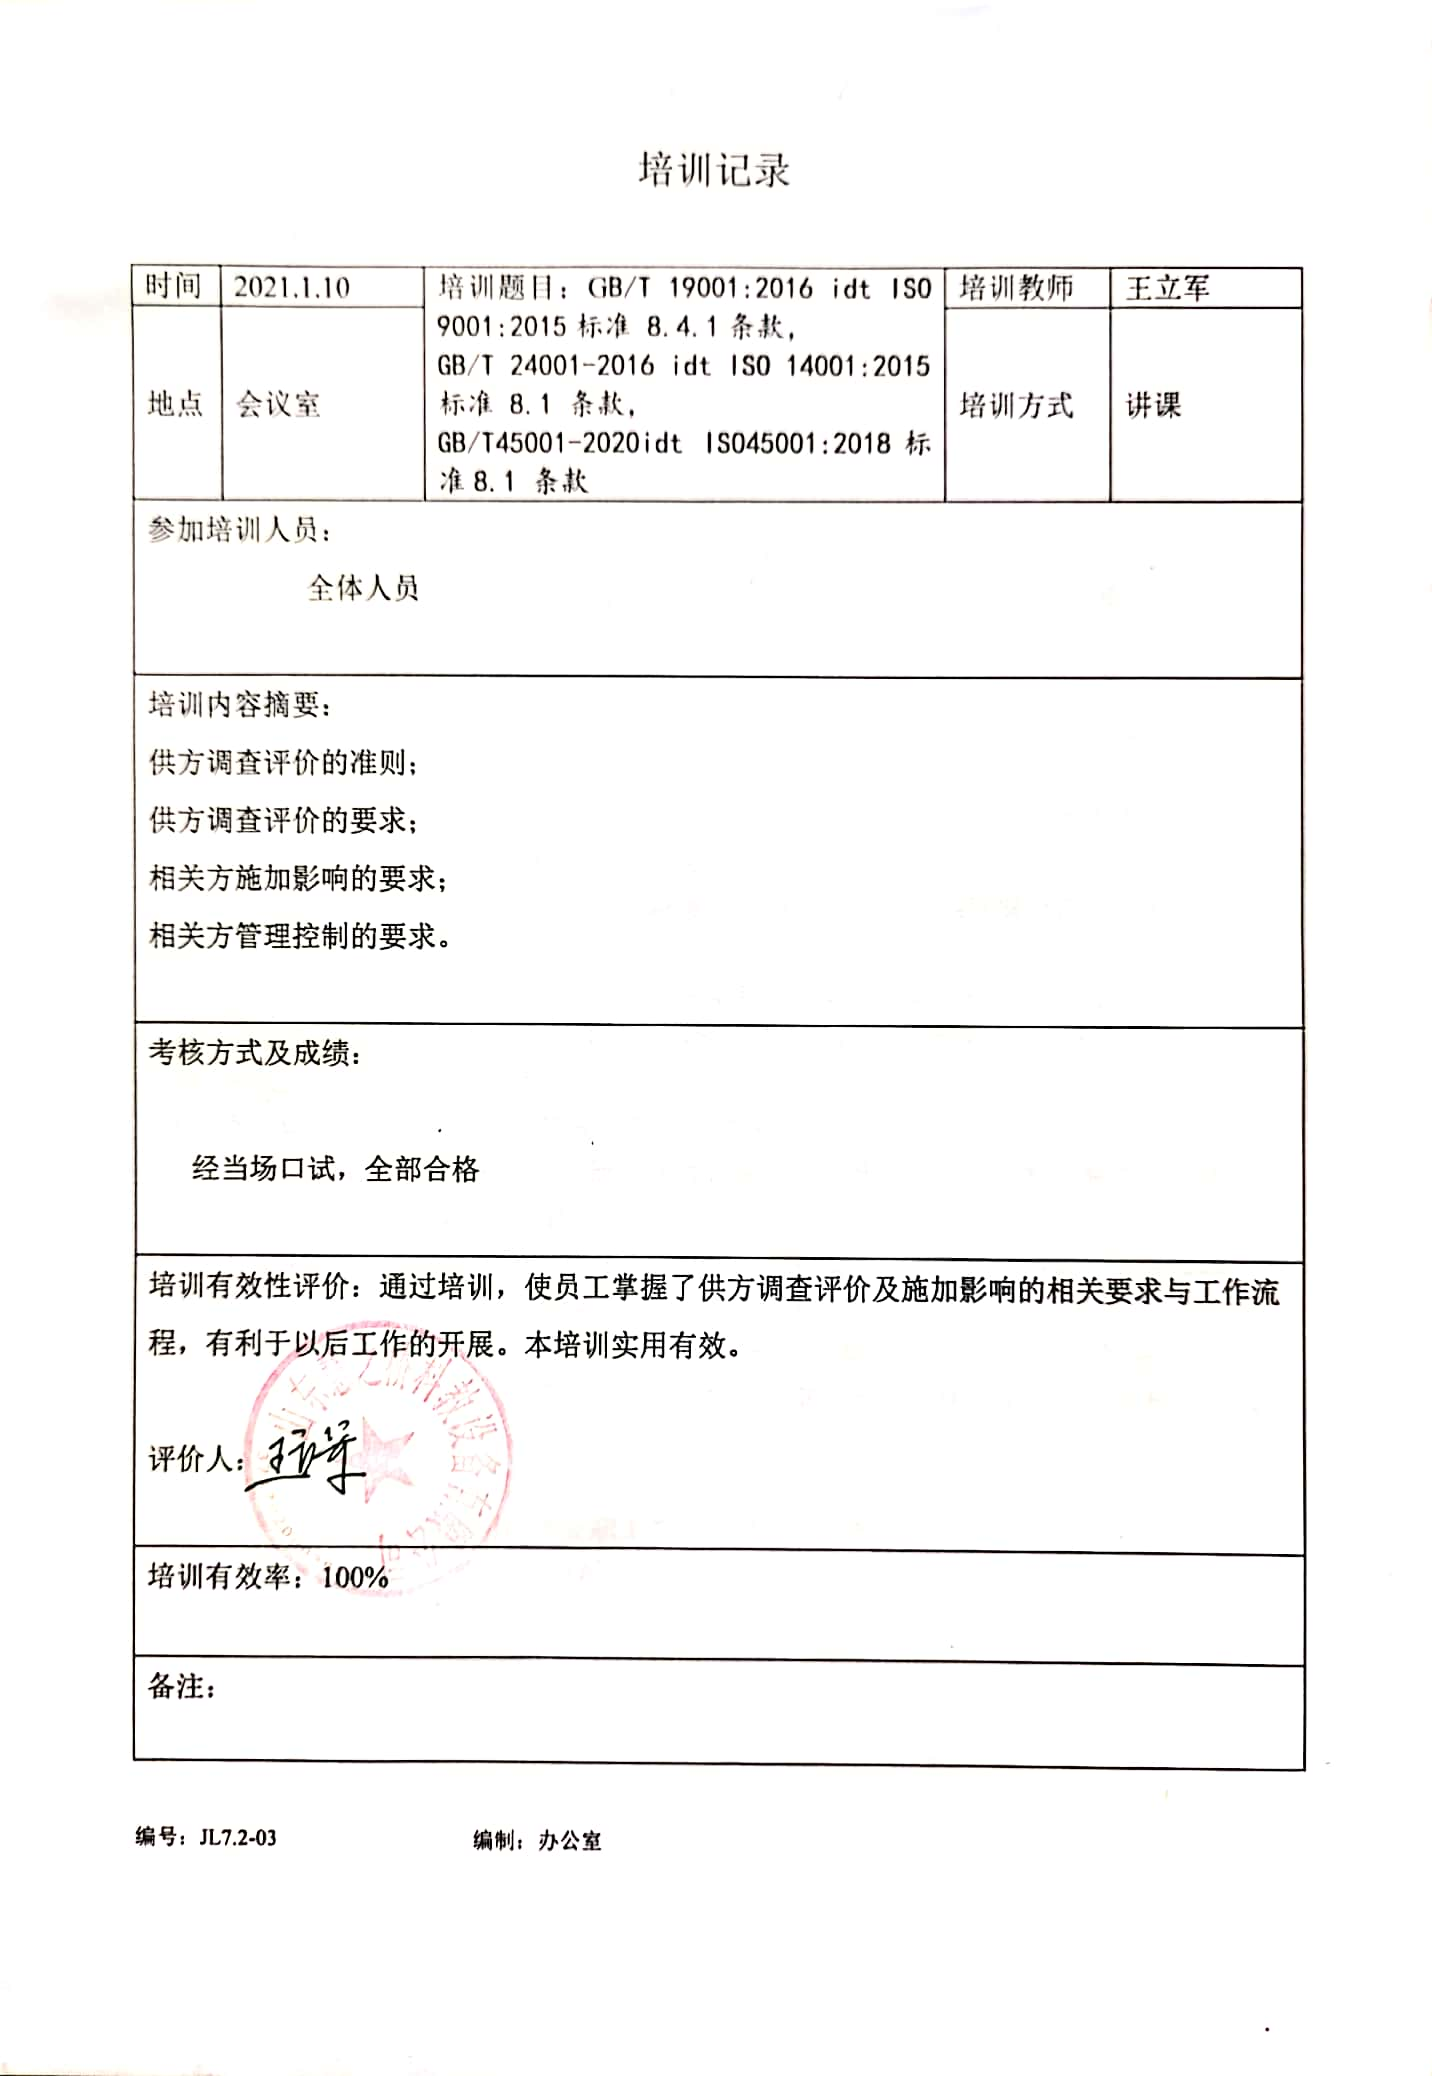 培训记录
时间 2021.1.10 培训题目：GB/T 19001:2016 idt ISO 培训教师 王立军
9001:2015 标准 8.4.1 条款，
GB/T 24001-2016 idt ISO 14001:2015
地点 会议室 标准 8.1 条款， 培训方式 讲课
GB/T45001-2020idt ISO45001:2018 标
准8.1 条款
参加培训人员：
全体人员
培训内容摘要：
供方调查评价的准则；
供方调查评价的要求；
相关方施加影响的要求；
相关方管理控制的要求。
考核方式及成绩：
经当场口试，全部合格
培训有效性评价：通过培训，使员工掌握了供方调查评价及施加影响的相关要求与工作流
程，有利于以后工作的开展。本培训实用有效。
评价人：王立军
培训有效率：100%
备注：
编号：JL7.2-03 编制：办公室